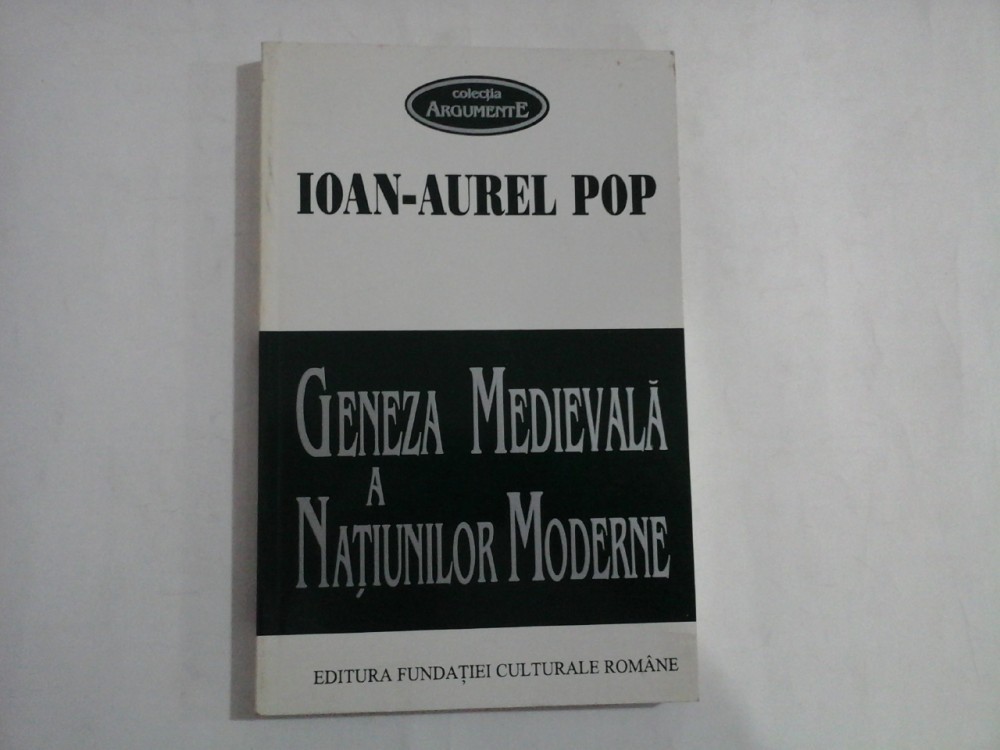 colecția
ARGUMENTE
IOAN-AUREL POP
GENEZA MEDIEVALĂ
A
NAȚIUNILOR MODERNE
EDITURA FUNDAȚIEI CULTURALE ROMÂNE